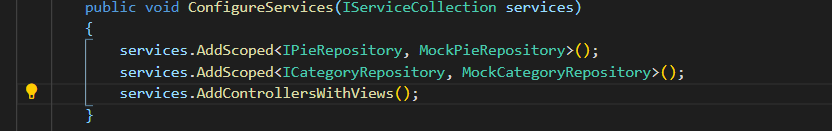 public void ConfigureServices(IServiceCollection services)
{
services.AddScoped<IPieRepository, MockPieRepository>();
services.AddScoped<ICategoryRepository, MockCategoryRepository>();
services.AddControllersWithViews();
}